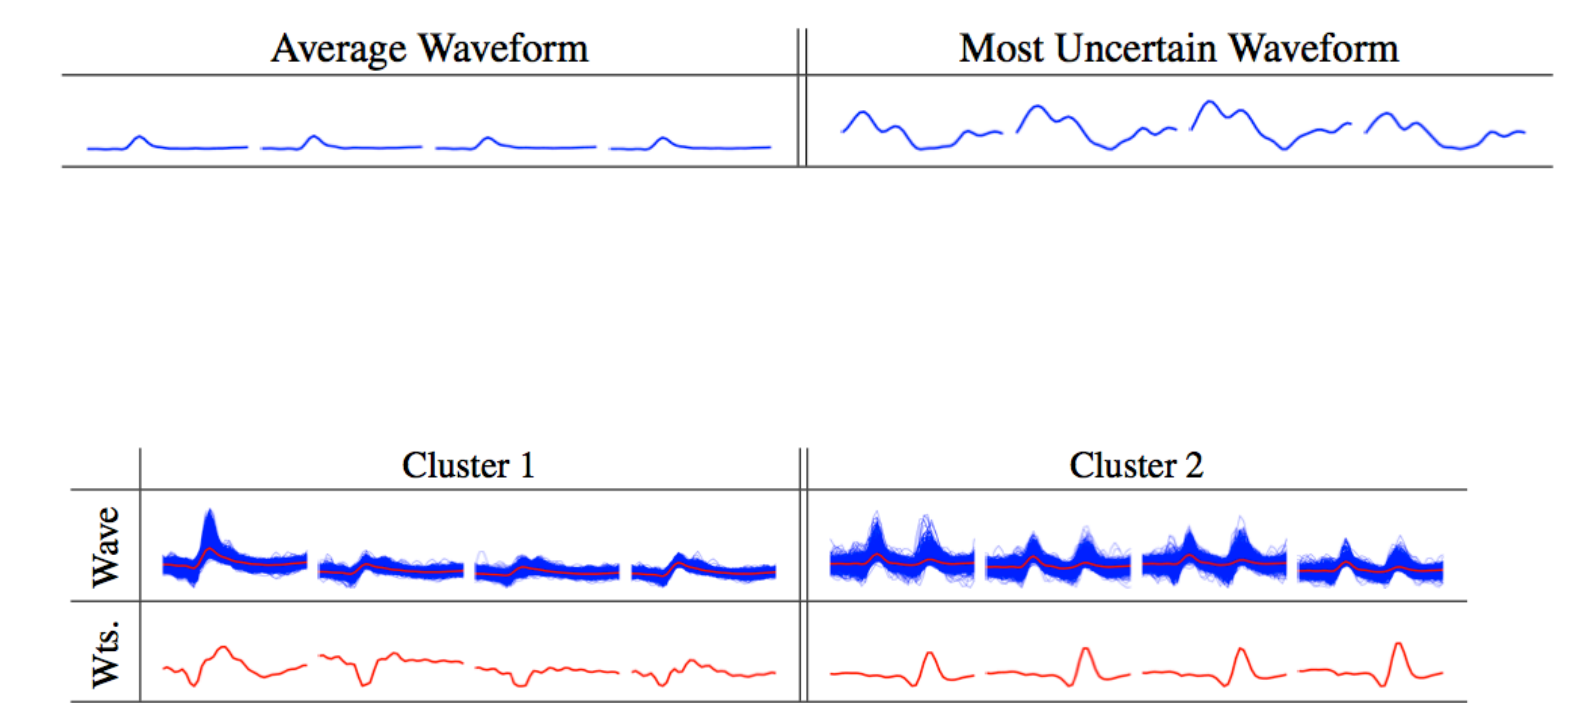 Average Waveform
Most Uncertain Waveform
Cluster 1
Cluster 2
Wave
Wts.